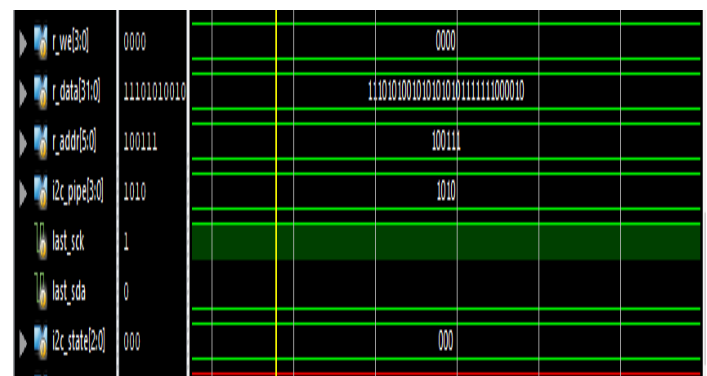 r_we[3:0] 0000 0000
r_data[31:0] 11101010010 11101010010101010101111111000010
r_addr[5:0] 100111 100111
i2c_pipe[3:0] 1010 1010
last_sck 1
last_sda 0
i2c_state[2:0] 000 000